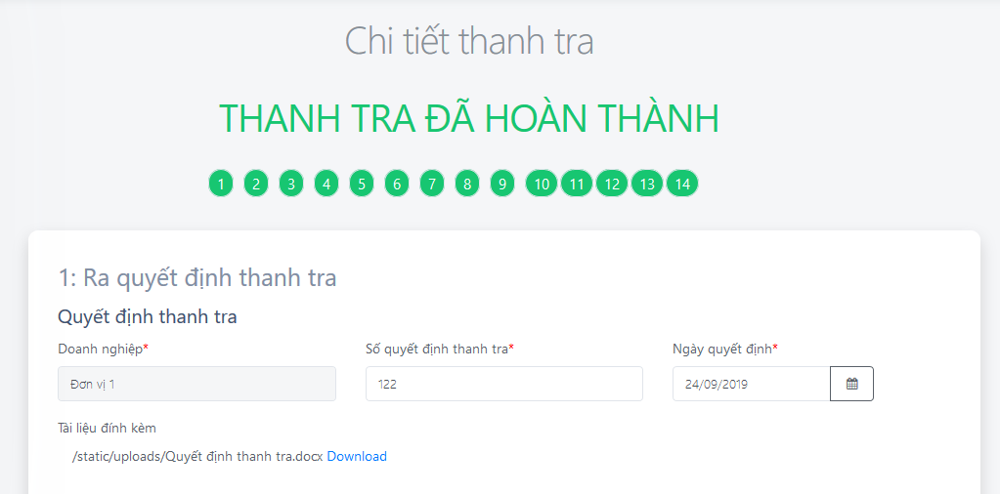 Chi tiết thanh tra
THANH TRA ĐÃ HOÀN THÀNH
1 2 3 4 5 6 7 8 9 10 11 12 13 14
1: Ra quyết định thanh tra
Quyết định thanh tra
Doanh nghiệp* Số quyết định thanh tra* Ngày quyết định*
Đơn vị 1 122 24/09/2019
Tài liệu đính kèm
/static/uploads/Quyết định thanh tra.docx Download